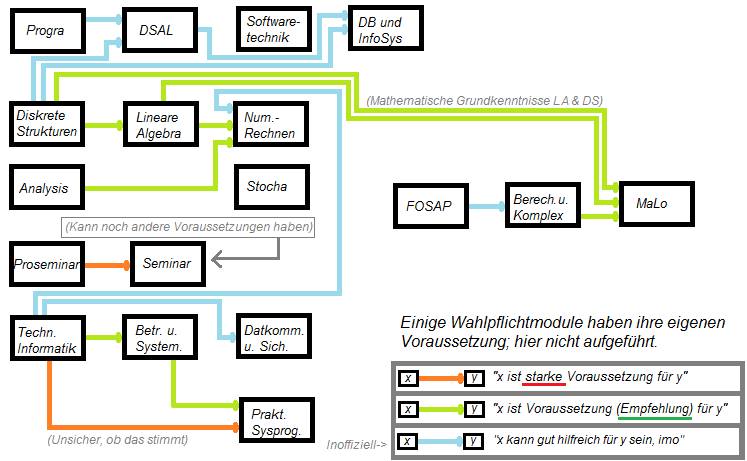 Progra
DSAL
Software-
technik
DB und
InfoSys
(Mathematische Grundkenntnisse LA & DS)
Diskrete
Strukturen
Lineare
Algebra
Num.-
Rechnen
Analysis
Stocha
FOSAP
Berech. u.
Komplex
MaLo
(Kann noch andere Voraussetzungen haben)
Proseminar
Seminar
Techn.
Informatik
Betr. u.
System.
Datkomm.
u. Sich.
Prakt.
Sysprog.
(Unsicher, ob das stimmt)
Einige Wahlpflichtmodule haben ihre eigenen
Voraussetzung; hier nicht aufgeführt.
x y "x ist starke Voraussetzung für y"
x y "x ist Voraussetzung (Empfehlung) für y"
Inoffiziell-> x y "x kann gut hilfreich für y sein, imo"